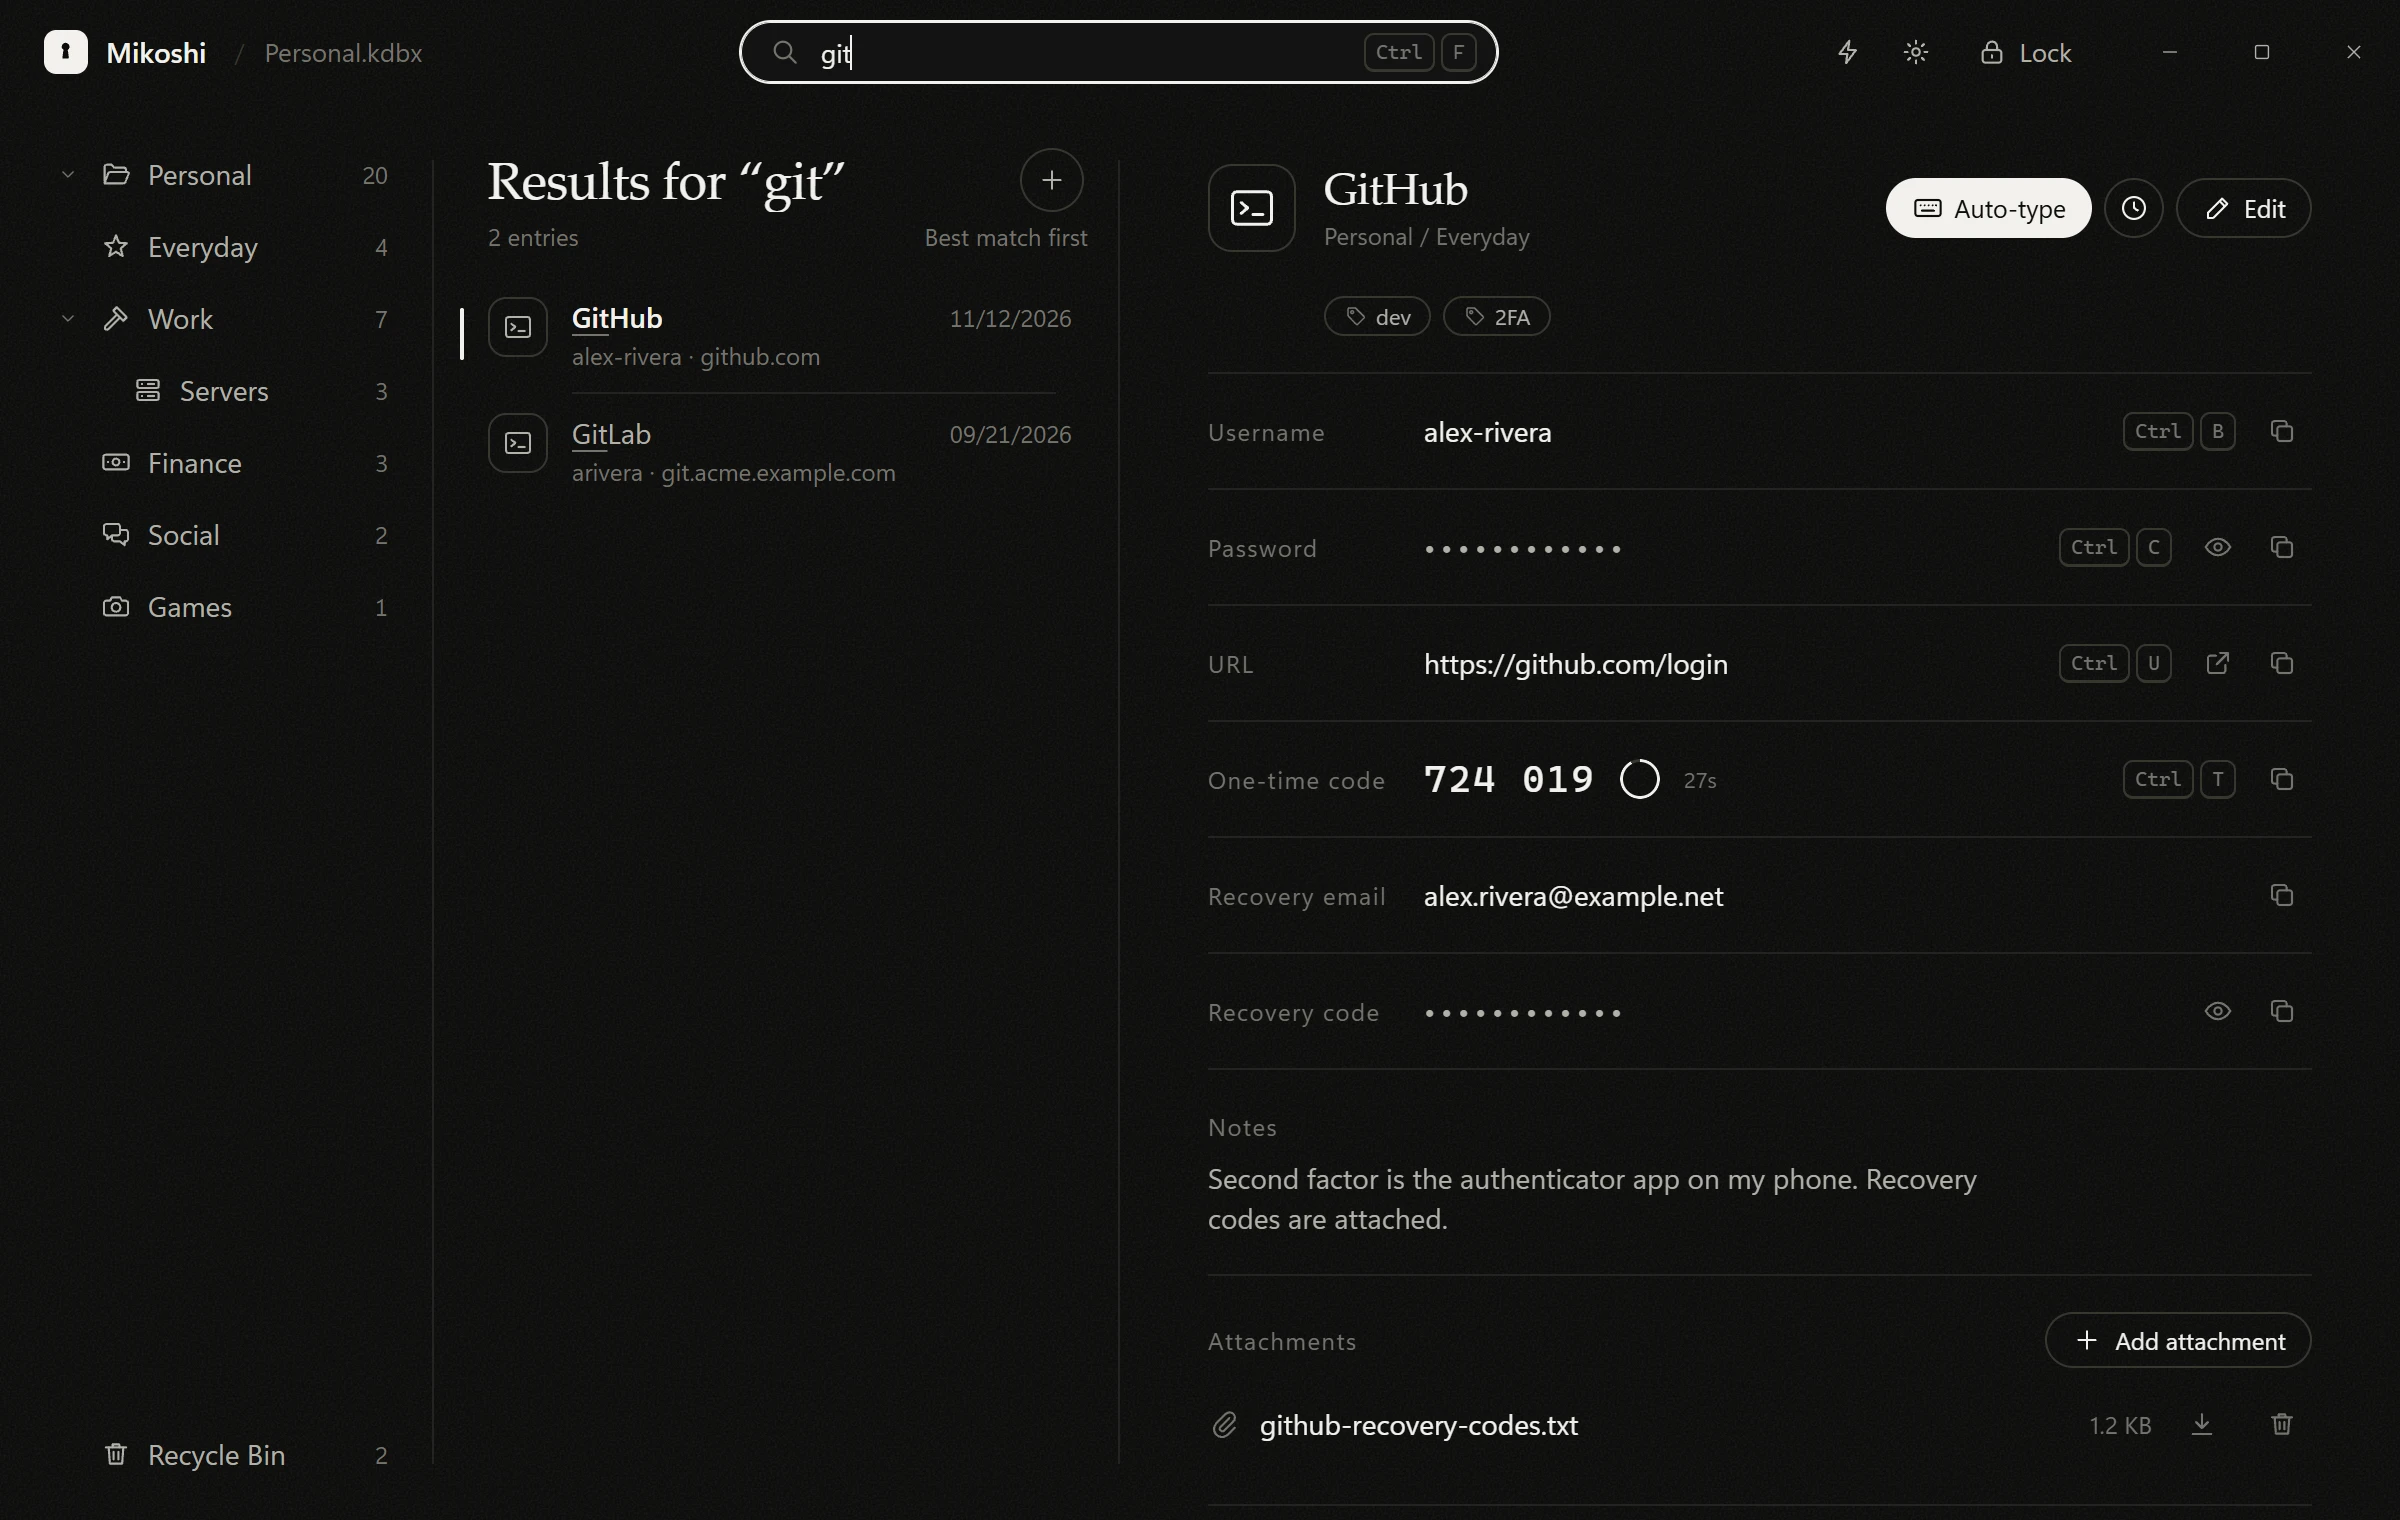 Mikoshi / Personal.kdbx
git
Ctrl F
Lock
Personal 20
Everyday 4
Work 7
Servers 3
Finance 3
Social 2
Games 1
Recycle Bin 2
Results for “git”
2 entries
Best match first
GitHub 11/12/2026
alex-rivera · github.com
GitLab 09/21/2026
arivera · git.acme.example.com
GitHub
Personal / Everyday
Auto-type
Edit
dev
2FA
Username alex-rivera Ctrl B
Password •••••••••••• Ctrl C
URL https://github.com/login Ctrl U
One-time code 724 019 27s Ctrl T
Recovery email alex.rivera@example.net
Recovery code ••••••••••••
Notes
Second factor is the authenticator app on my phone. Recovery
codes are attached.
Attachments
Add attachment
github-recovery-codes.txt 1.2 KB